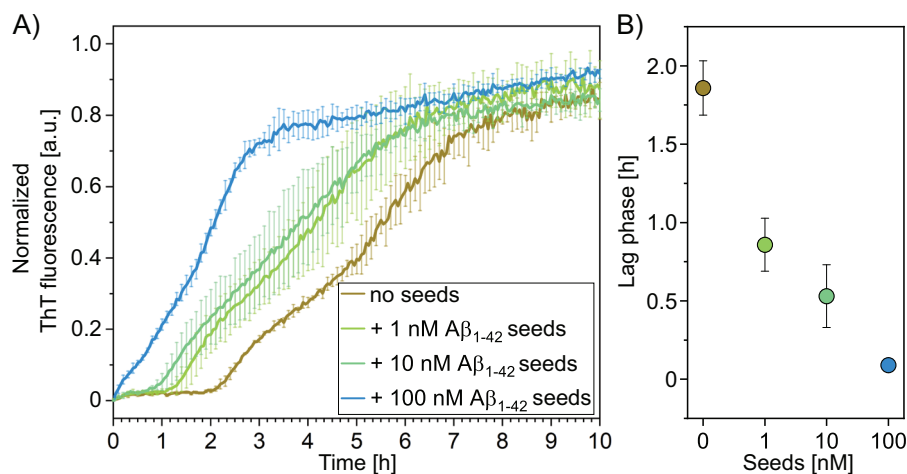 A)
Normalized
ThT fluorescence [a.u.]
1.0
0.8
0.6
0.4
0.2
0
no seeds
+ 1 nM Aβ1-42 seeds
+ 10 nM Aβ1-42 seeds
+ 100 nM Aβ1-42 seeds
0 1 2 3 4 5 6 7 8 9 10
Time [h]
B)
Lag phase [h]
2.0
1.5
1.0
0.5
0
0 1 10 100
Seeds [nM]